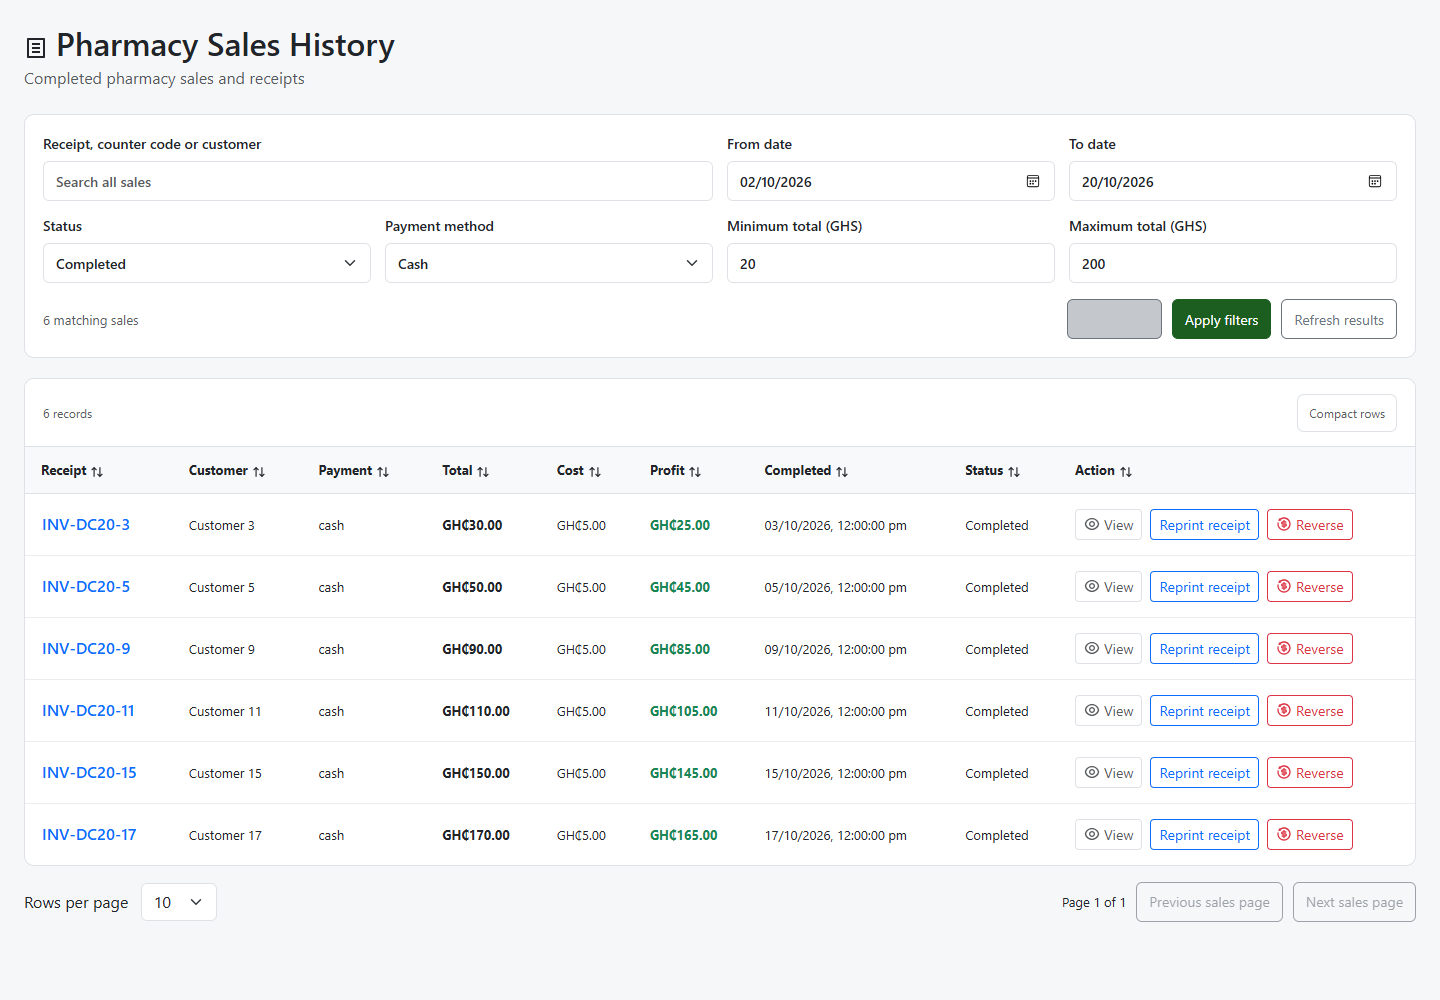 Pharmacy Sales History
Completed pharmacy sales and receipts
Receipt, counter code or customer
Search all sales
From date
02/10/2026
To date
20/10/2026
Status
Completed
Payment method
Cash
Minimum total (GHS)
20
Maximum total (GHS)
200
6 matching sales
Apply filters
Refresh results
6 records
Compact rows
Receipt Customer Payment Total Cost Profit Completed Status Action
INV-DC20-3 Customer 3 cash GH₵30.00 GH₵5.00 GH₵25.00 03/10/2026, 12:00:00 pm Completed View Reprint receipt Reverse
INV-DC20-5 Customer 5 cash GH₵50.00 GH₵5.00 GH₵45.00 05/10/2026, 12:00:00 pm Completed View Reprint receipt Reverse
INV-DC20-9 Customer 9 cash GH₵90.00 GH₵5.00 GH₵85.00 09/10/2026, 12:00:00 pm Completed View Reprint receipt Reverse
INV-DC20-11 Customer 11 cash GH₵110.00 GH₵5.00 GH₵105.00 11/10/2026, 12:00:00 pm Completed View Reprint receipt Reverse
INV-DC20-15 Customer 15 cash GH₵150.00 GH₵5.00 GH₵145.00 15/10/2026, 12:00:00 pm Completed View Reprint receipt Reverse
INV-DC20-17 Customer 17 cash GH₵170.00 GH₵5.00 GH₵165.00 17/10/2026, 12:00:00 pm Completed View Reprint receipt Reverse
Rows per page 10
Page 1 of 1 Previous sales page Next sales page